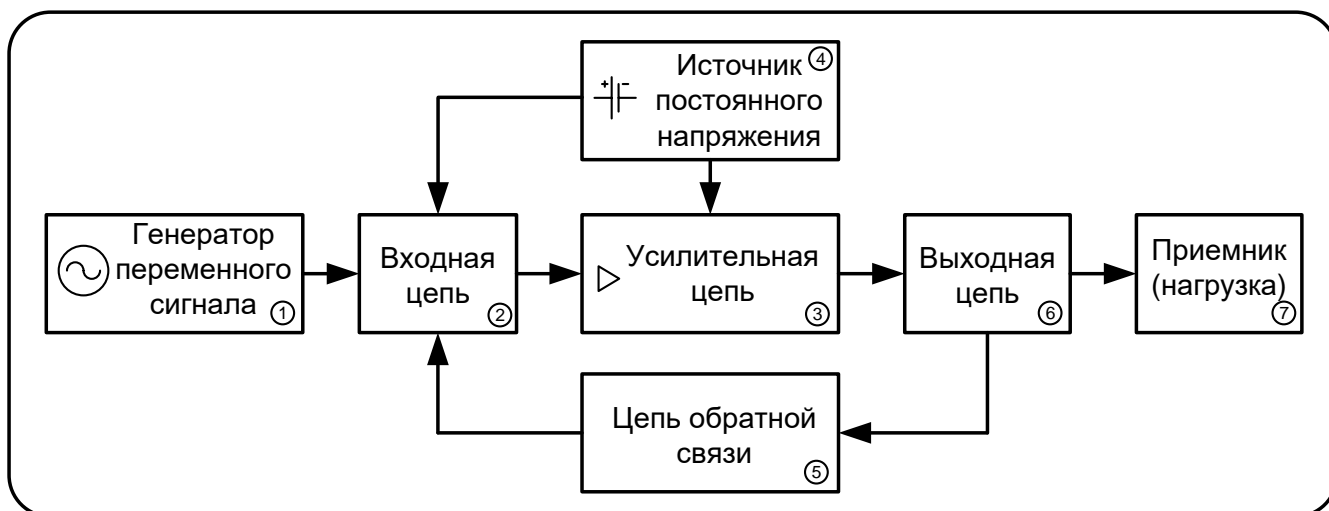 Источник
постоянного
напряжения
+ -
4
Генератор
переменного
сигнала
1
Входная
цепь
2
Усилительная
цепь
3
Выходная
цепь
6
Приемник
(нагрузка)
7
Цепь обратной
связи
5